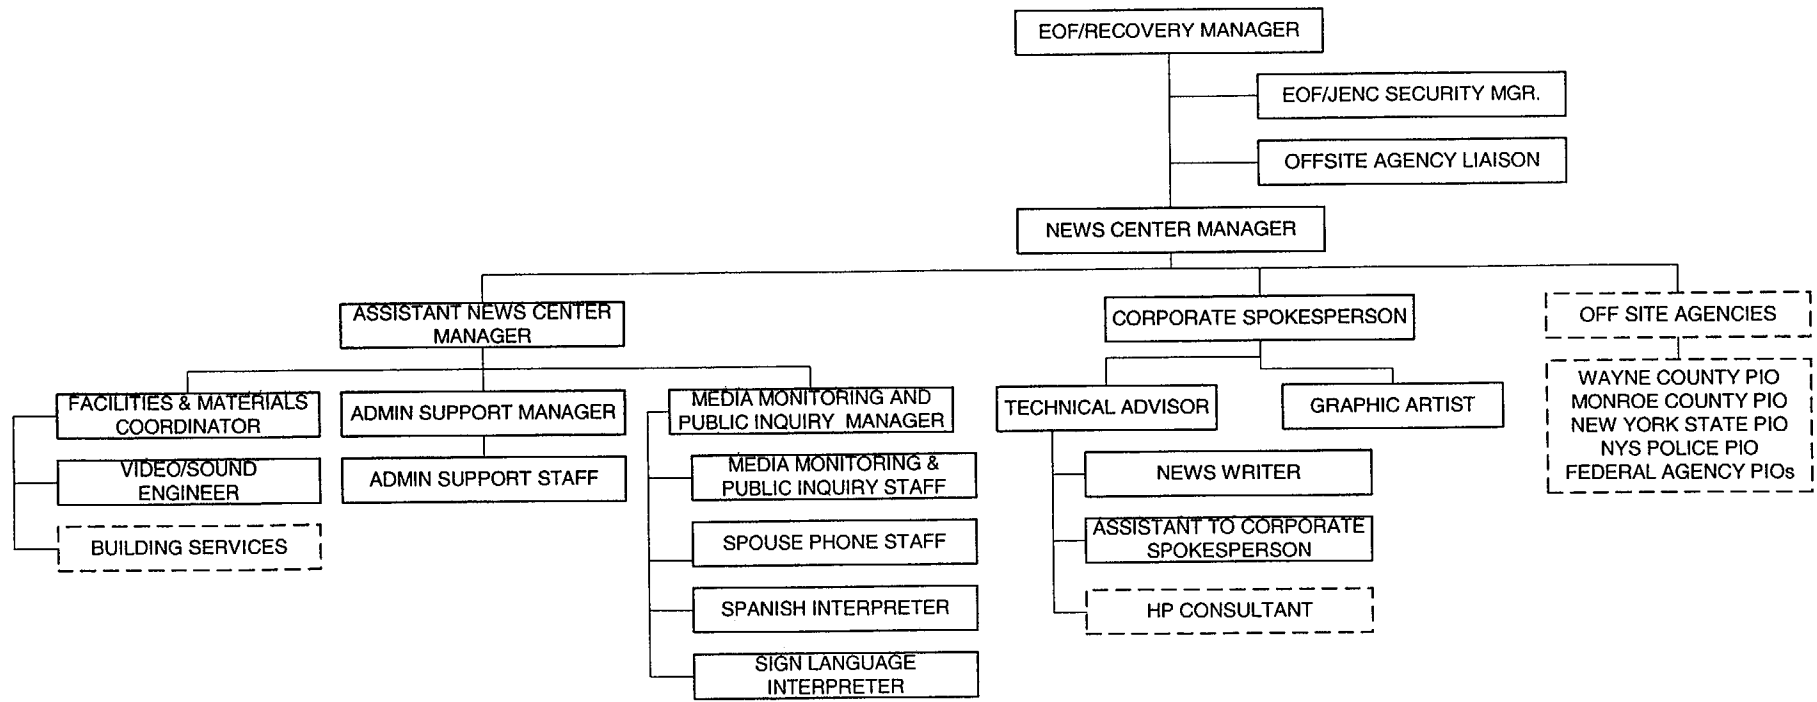 EOF/RECOVERY MANAGER
EOF/JENC SECURITY MGR.
OFFSITE AGENCY LIAISON
NEWS CENTER MANAGER
ASSISTANT NEWS CENTER
MANAGER
CORPORATE SPOKESPERSON
OFF SITE AGENCIES
FACILITIES & MATERIALS
COORDINATOR
VIDEO/SOUND
ENGINEER
BUILDING SERVICES
ADMIN SUPPORT MANAGER
ADMIN SUPPORT STAFF
MEDIA MONITORING AND
PUBLIC INQUIRY MANAGER
MEDIA MONITORING &
PUBLIC INQUIRY STAFF
SPOUSE PHONE STAFF
SPANISH INTERPRETER
SIGN LANGUAGE
INTERPRETER
TECHNICAL ADVISOR
GRAPHIC ARTIST
NEWS WRITER
ASSISTANT TO CORPORATE
SPOKESPERSON
HP CONSULTANT
WAYNE COUNTY PIO
MONROE COUNTY PIO
NEW YORK STATE PIO
NYS POLICE PIO
FEDERAL AGENCY PIOs